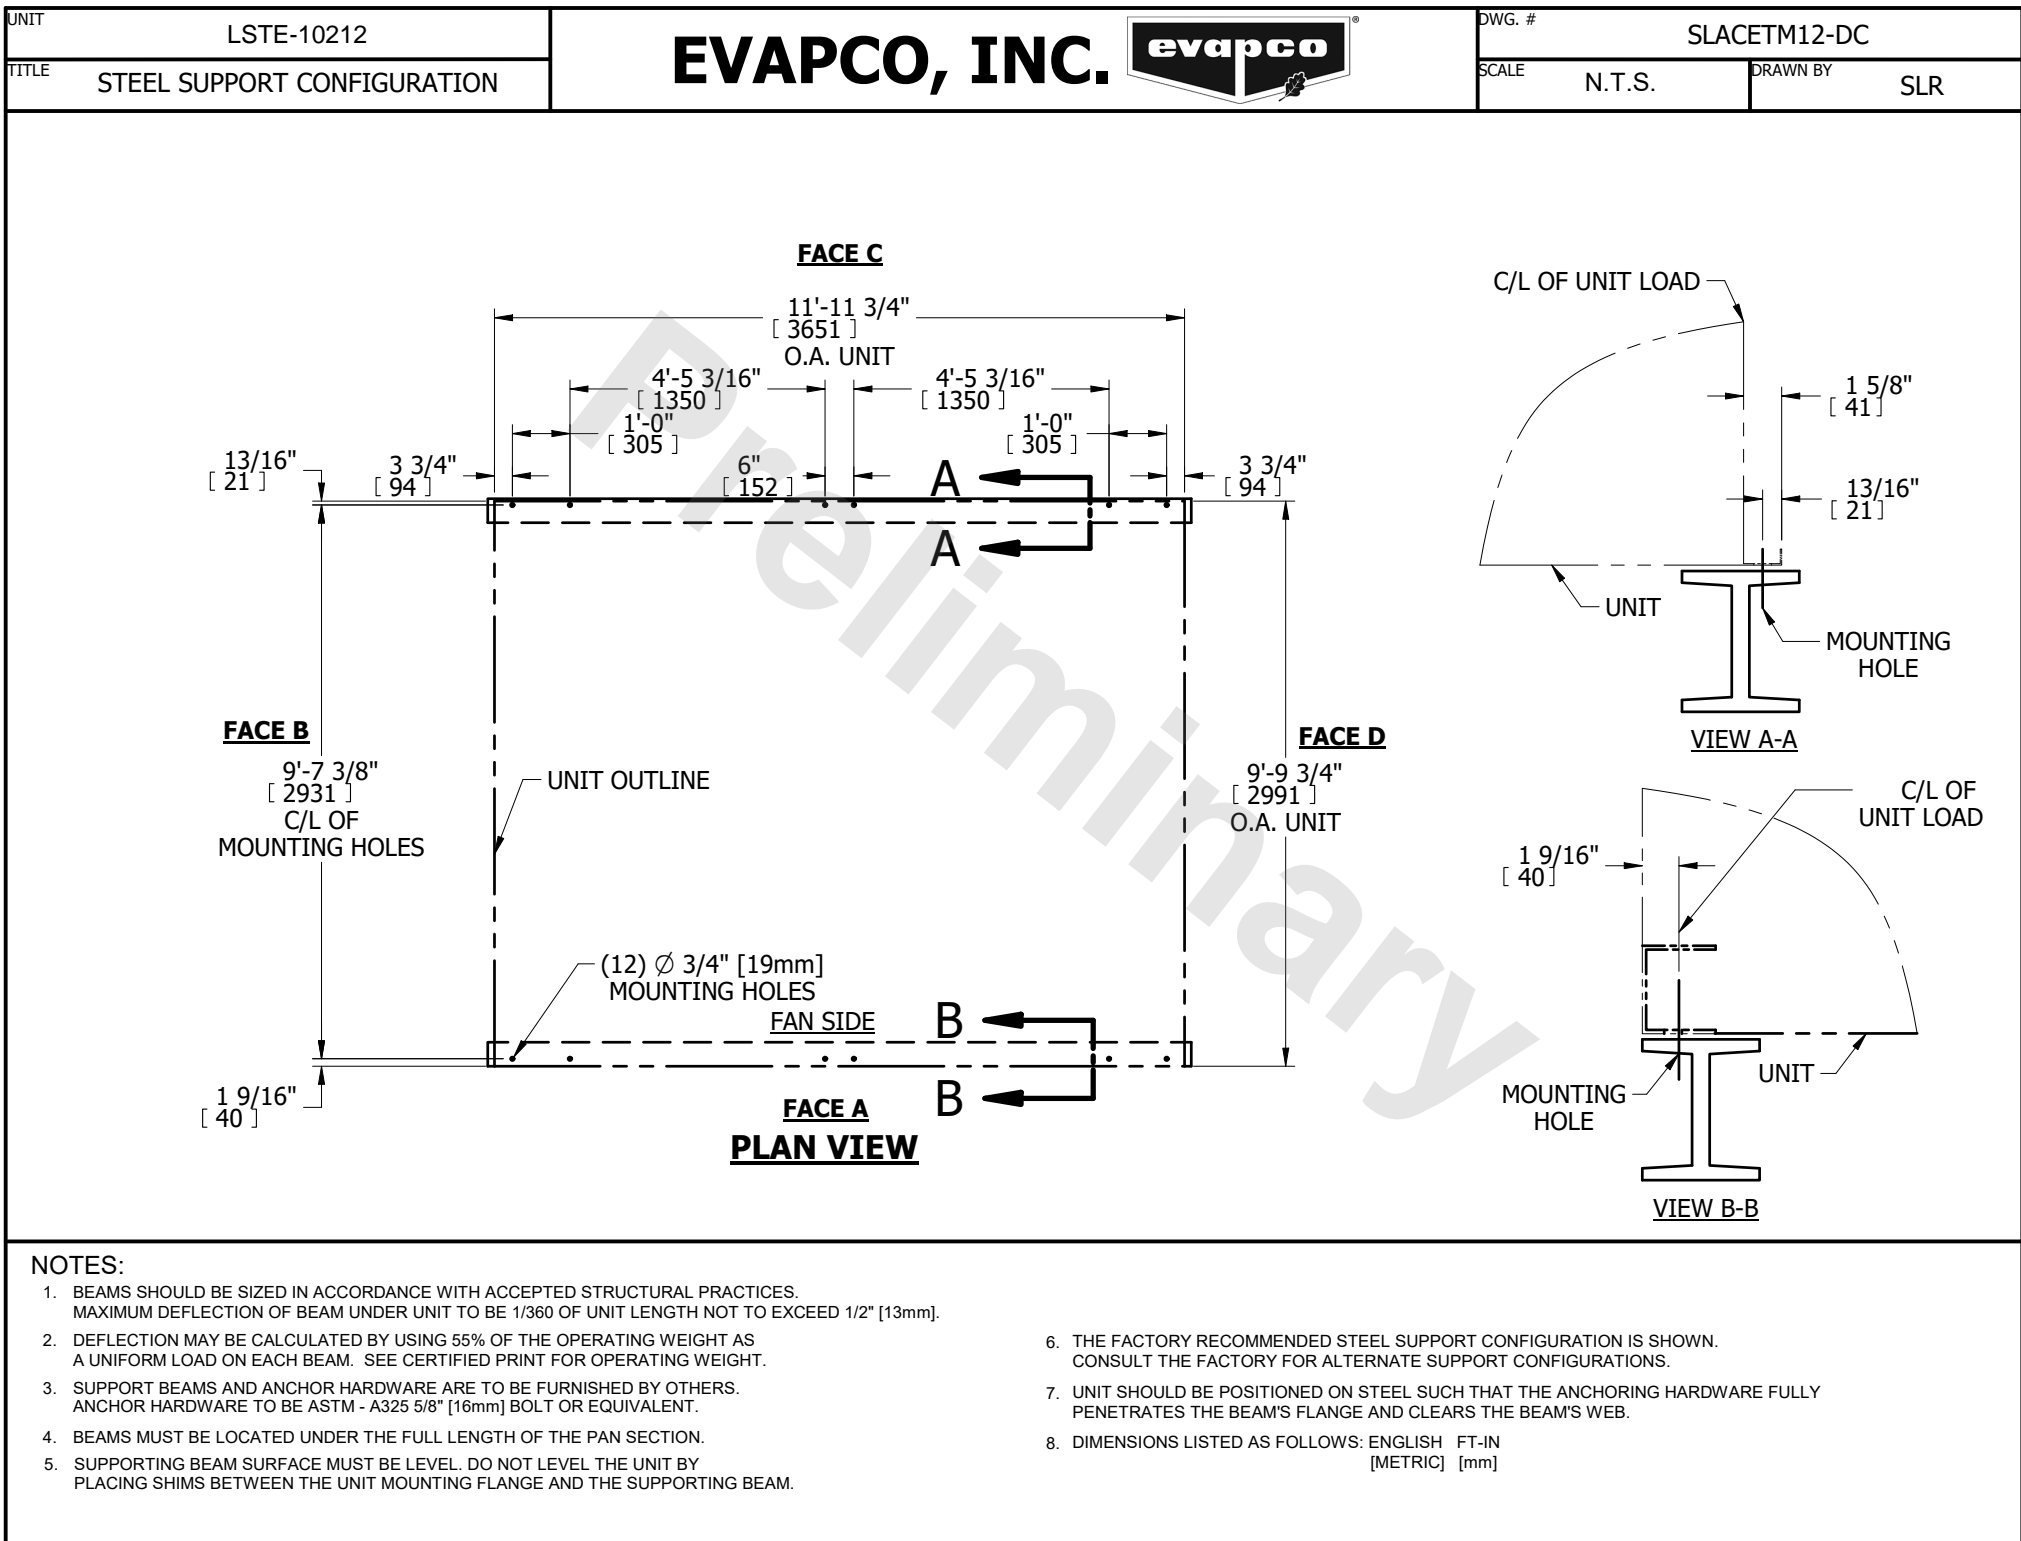 UNIT
LSTE-10212
TITLE
STEEL SUPPORT CONFIGURATION
EVAPCO, INC.
evapco
®
DWG. #
SLACETM12-DC
SCALE
N.T.S.
DRAWN BY
SLR
FACE C
11'-11 3/4"
[ 3651 ]
O.A. UNIT
4'-5 3/16"
[ 1350 ]
4'-5 3/16"
[ 1350 ]
1'-0"
[ 305 ]
1'-0"
[ 305 ]
13/16"
[ 21 ]
3 3/4"
[ 94 ]
6"
[ 152 ]
3 3/4"
[ 94 ]
A
A
FACE B
9'-7 3/8"
[ 2931 ]
C/L OF
MOUNTING HOLES
UNIT OUTLINE
FACE D
9'-9 3/4"
[ 2991 ]
O.A. UNIT
(12) Ø 3/4" [19mm]
MOUNTING HOLES
FAN SIDE
B
B
1 9/16"
[ 40 ]
FACE A
PLAN VIEW
Preliminary
C/L OF UNIT LOAD
1 5/8"
[ 41 ]
13/16"
[ 21 ]
UNIT
MOUNTING
HOLE
VIEW A-A
C/L OF
UNIT LOAD
1 9/16"
[ 40 ]
UNIT
MOUNTING
HOLE
VIEW B-B
NOTES:
1. BEAMS SHOULD BE SIZED IN ACCORDANCE WITH ACCEPTED STRUCTURAL PRACTICES.
MAXIMUM DEFLECTION OF BEAM UNDER UNIT TO BE 1/360 OF UNIT LENGTH NOT TO EXCEED 1/2" [13mm].
2. DEFLECTION MAY BE CALCULATED BY USING 55% OF THE OPERATING WEIGHT AS
A UNIFORM LOAD ON EACH BEAM. SEE CERTIFIED PRINT FOR OPERATING WEIGHT.
3. SUPPORT BEAMS AND ANCHOR HARDWARE ARE TO BE FURNISHED BY OTHERS.
ANCHOR HARDWARE TO BE ASTM - A325 5/8" [16mm] BOLT OR EQUIVALENT.
4. BEAMS MUST BE LOCATED UNDER THE FULL LENGTH OF THE PAN SECTION.
5. SUPPORTING BEAM SURFACE MUST BE LEVEL. DO NOT LEVEL THE UNIT BY
PLACING SHIMS BETWEEN THE UNIT MOUNTING FLANGE AND THE SUPPORTING BEAM.
6. THE FACTORY RECOMMENDED STEEL SUPPORT CONFIGURATION IS SHOWN.
CONSULT THE FACTORY FOR ALTERNATE SUPPORT CONFIGURATIONS.
7. UNIT SHOULD BE POSITIONED ON STEEL SUCH THAT THE ANCHORING HARDWARE FULLY
PENETRATES THE BEAM'S FLANGE AND CLEARS THE BEAM'S WEB.
8. DIMENSIONS LISTED AS FOLLOWS: ENGLISH FT-IN
[METRIC] [mm]